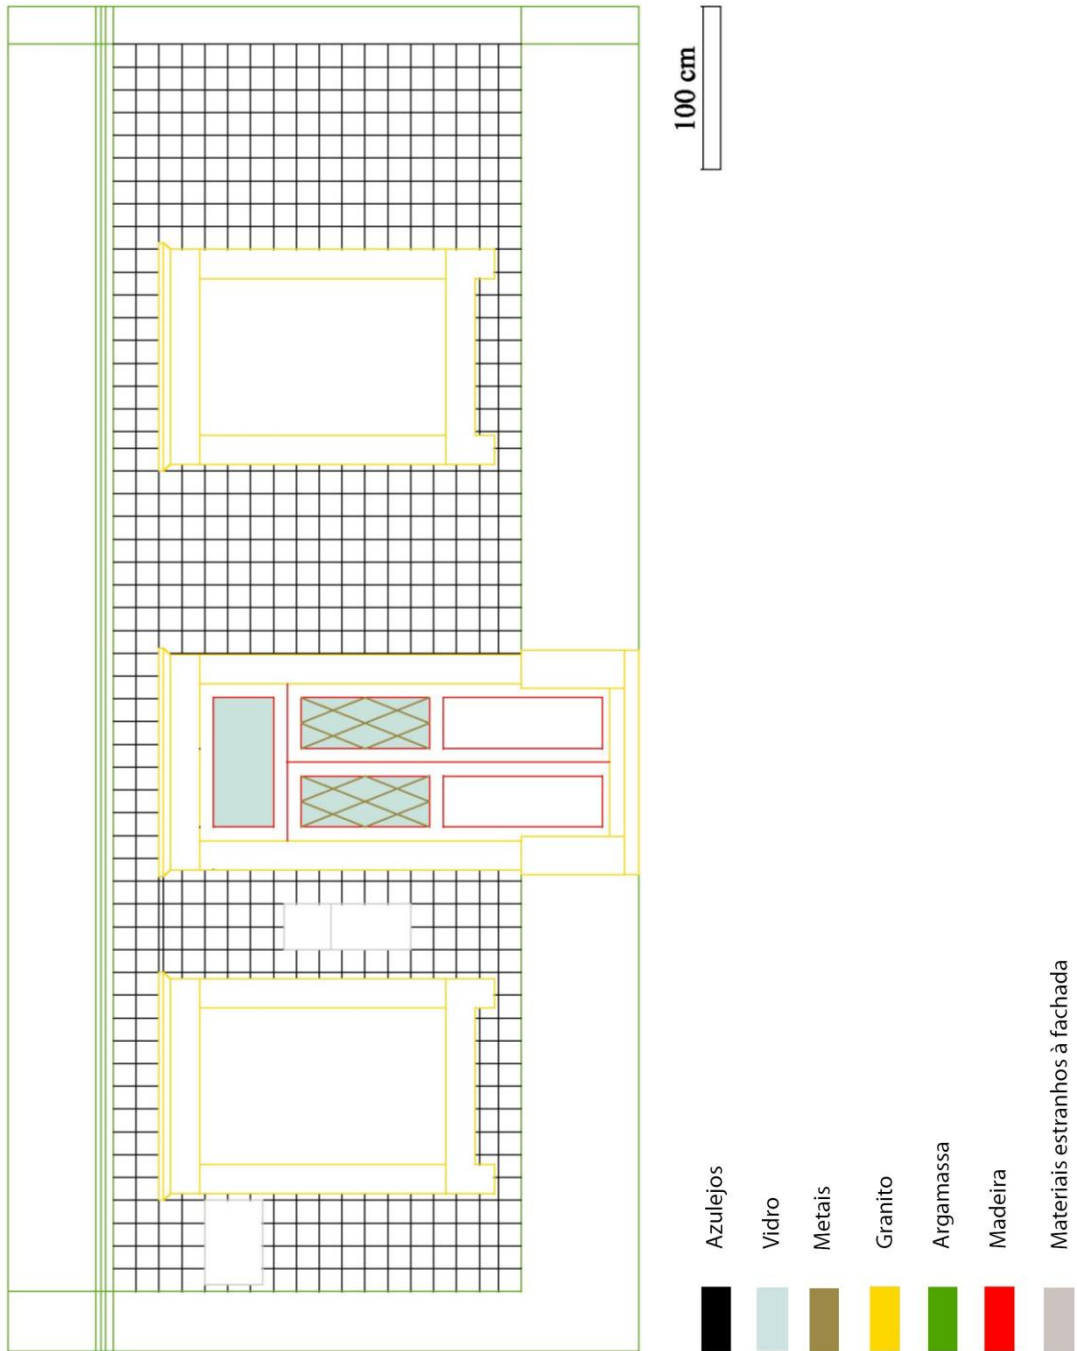 100 cm
Azulejos
Vidro
Metais
Granito
Argamassa
Madeira
Materiais estranhos à fachada